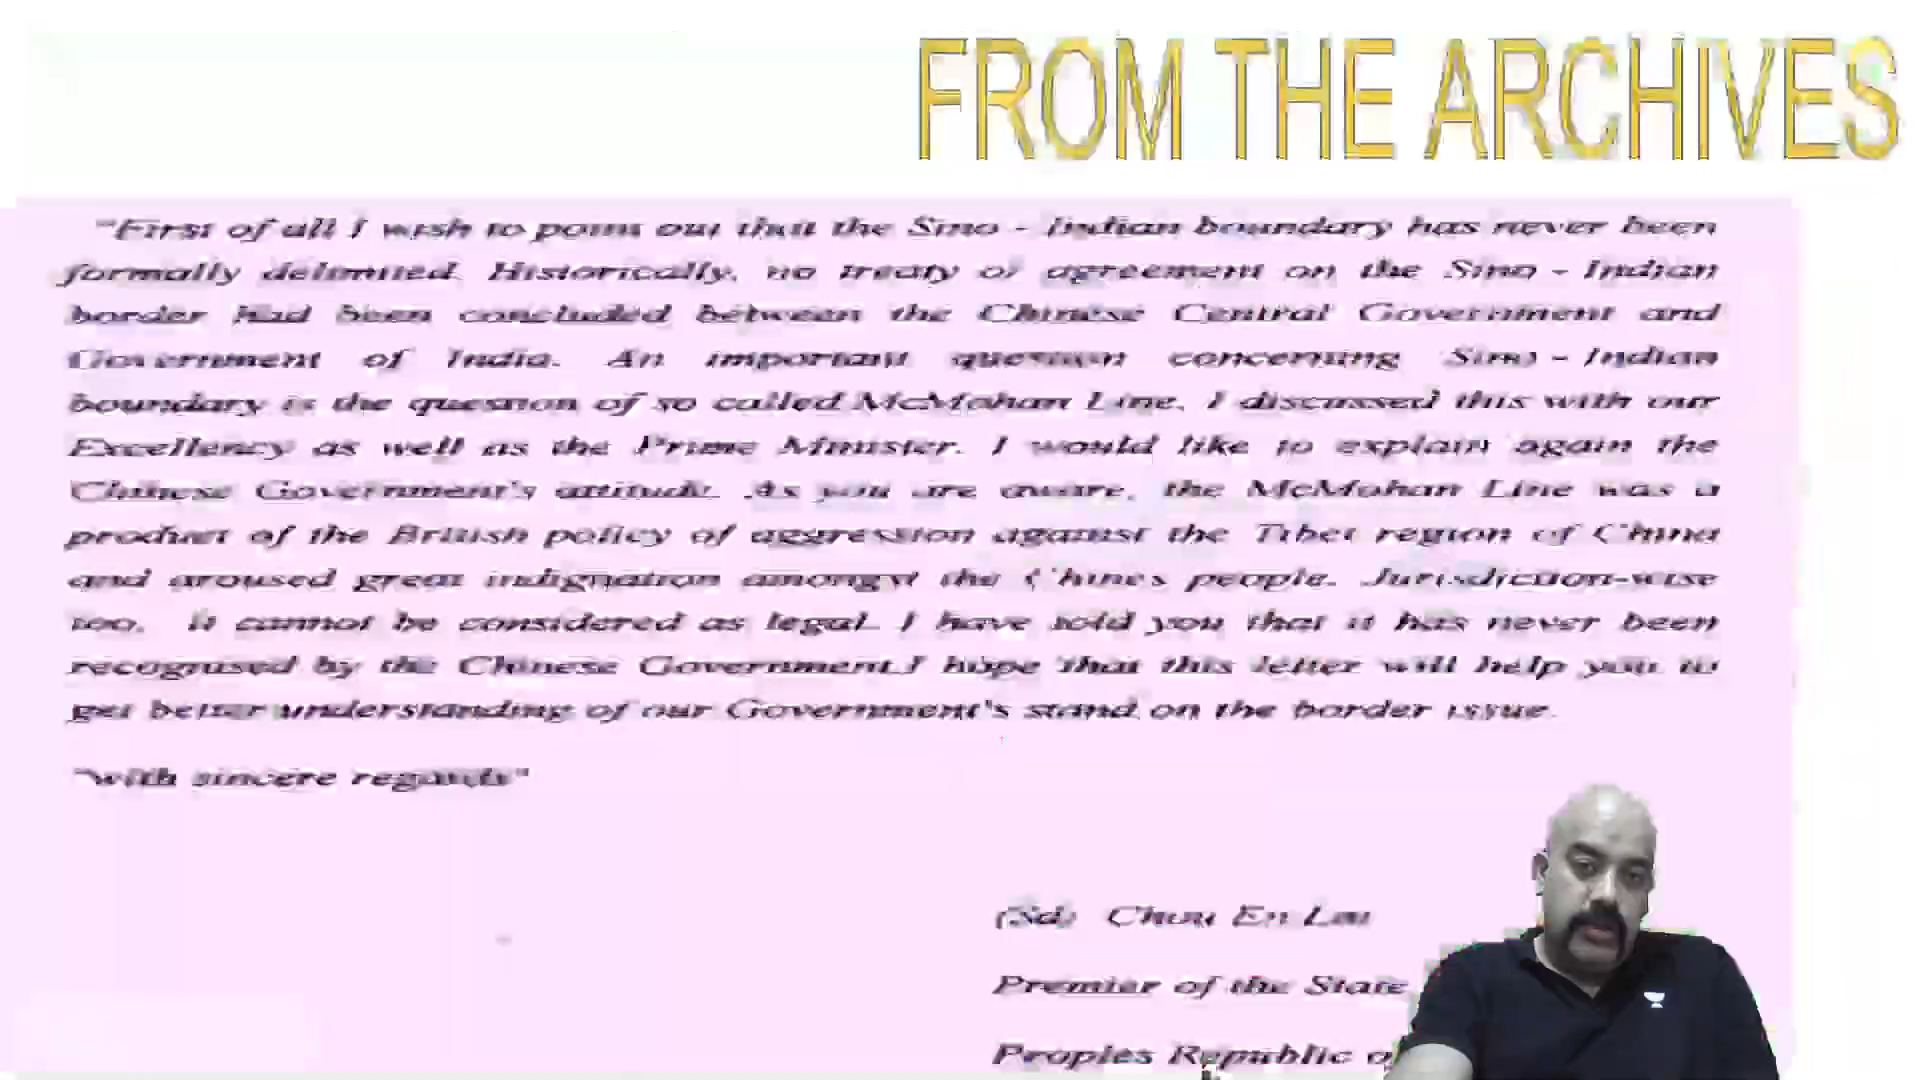 FROM THE ARCHIVES
"First of all I wish to point out that the Sino - Indian boundary has never been
formally delimited. Historically, no treaty or agreement on the Sino - Indian
border had been concluded between the Chinese Central Government and
Government of India. An important question concerning Sino - Indian
boundary is the question of so called McMohan Line. I discussed this with our
Excellency as well as the Prime Minister. I would like to explain again the
Chinese Government's attitude. As you are aware, the McMohan Line was a
product of the British policy of aggression against the Tibet region of China
and aroused great indignation amongst the Chines people. Jurisdiction-wise
too, it cannot be considered as legal. I have told you that it has never been
recognised by the Chinese Government.I hope that this letter will help you to
get better understanding of our Government's stand on the border issue.
"with sincere regards"
(Sd) Chou En Lai
Premier of the State
Peoples Republic of